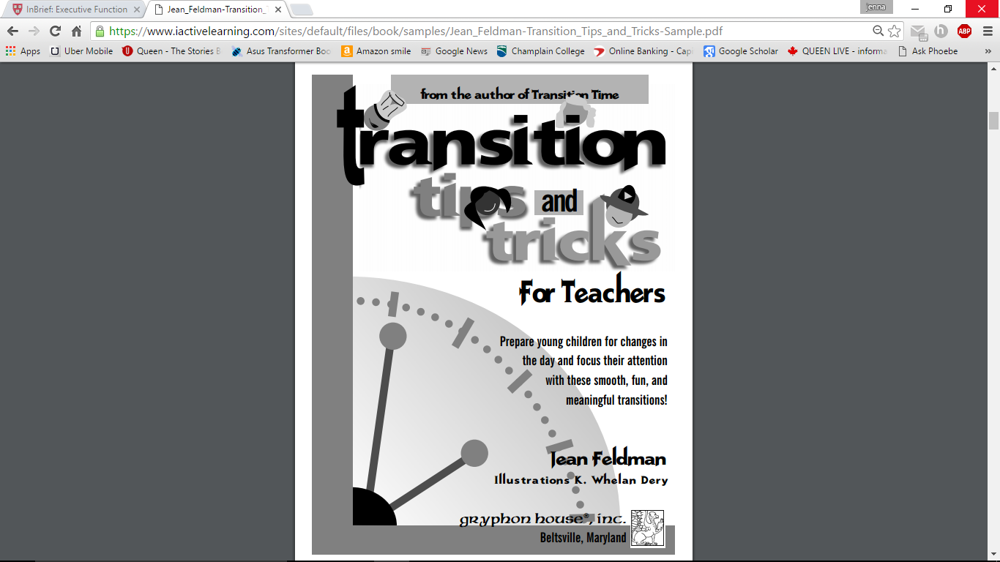 InBrief: Executive Function
Jean_Feldman-Transition_
jenna
https://www.iactivelearning.com/sites/default/files/book/samples/Jean_Feldman-Transition_Tips_and_Tricks-Sample.pdf
ABP
Apps
Uber Mobile
Queen - The Stories B
Asus Transformer Boo
Amazon smile
Google News
Champlain College
Online Banking - Capi
Google Scholar
QUEEN LIVE - informa
Ask Phoebe
»
from the author of Transition Time
transition
tips and
tricks
For Teachers
Prepare young children for changes in
the day and focus their attention
with these smooth, fun, and
meaningful transitions!
Jean Feldman
Illustrations K. Whelan Dery
gryphon house®, inc.
Beltsville, Maryland